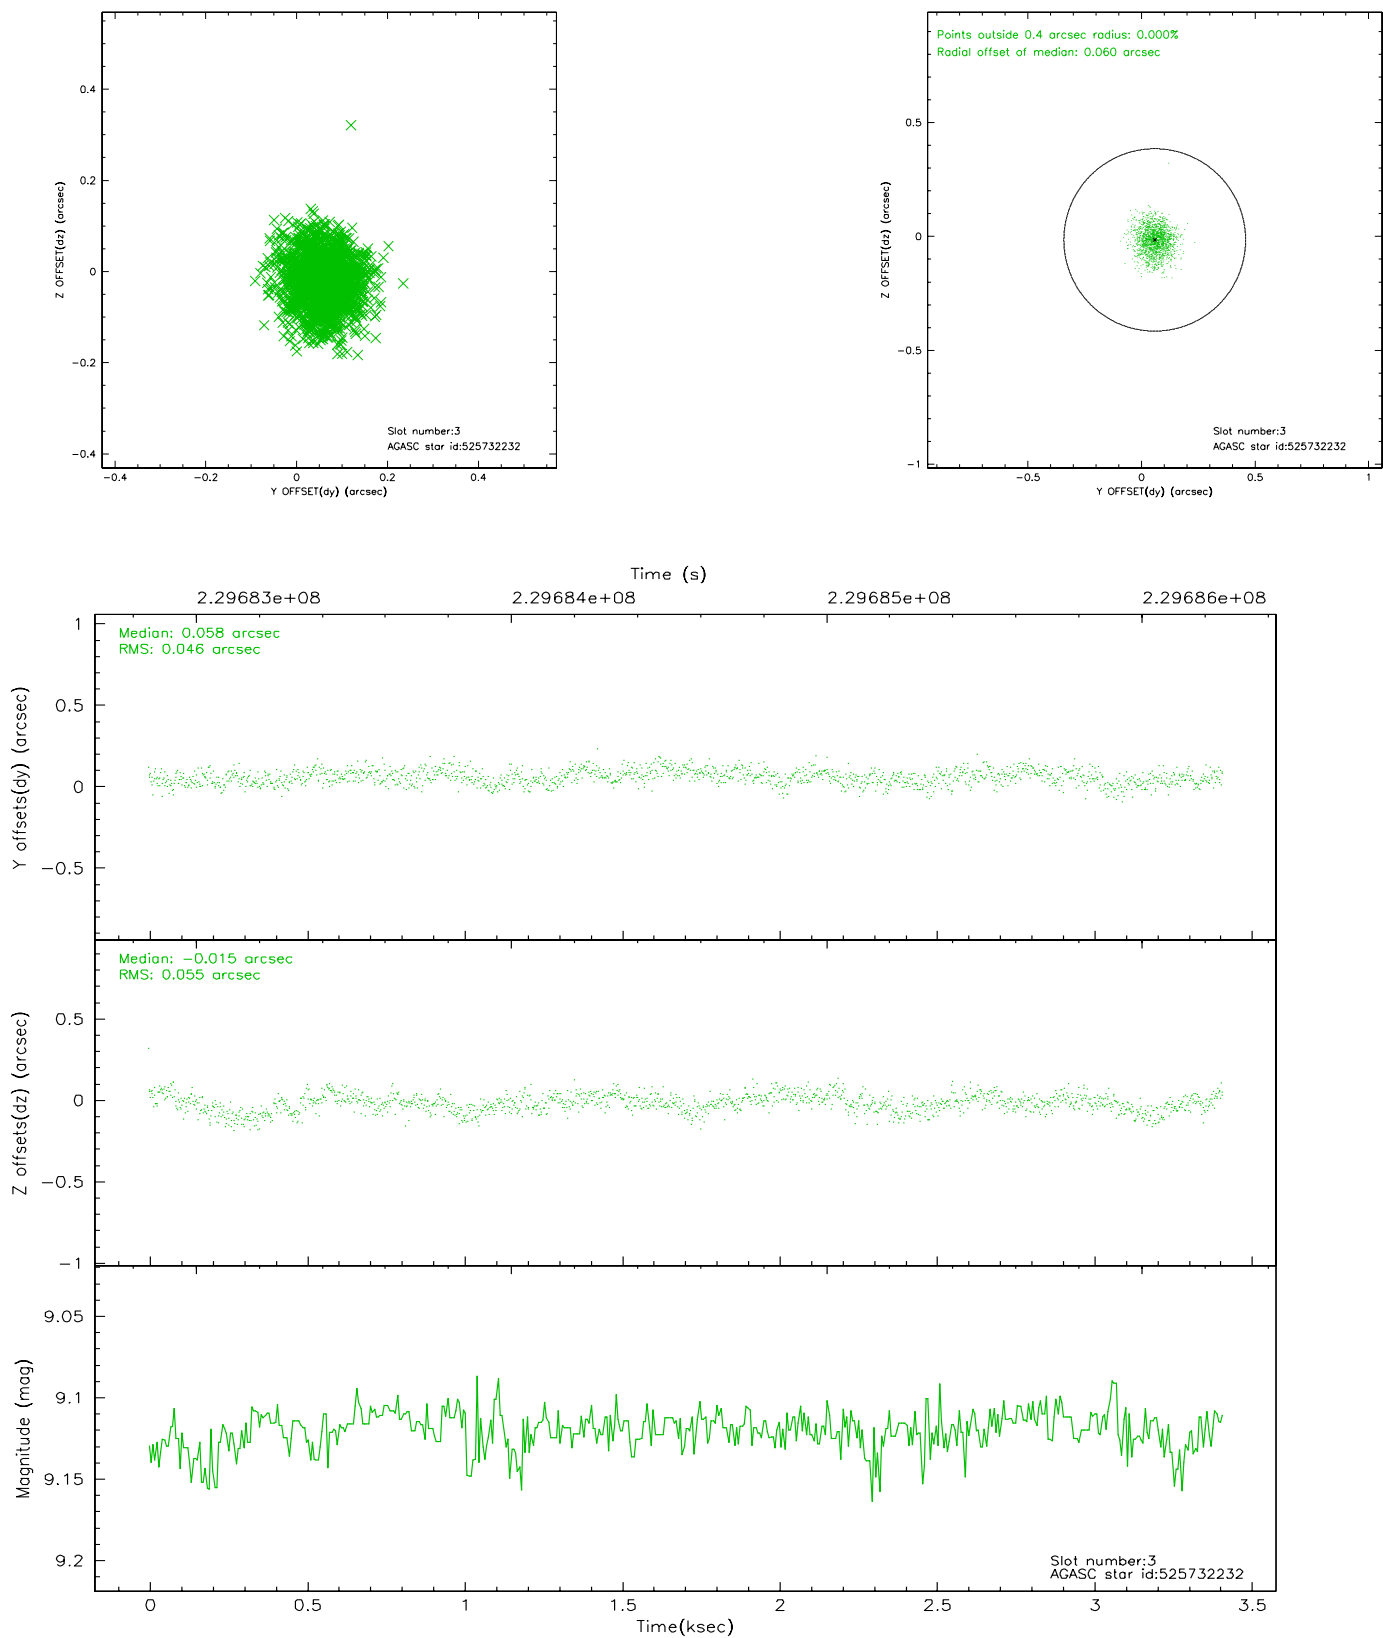 0.4
0.2
0
-0.2
-0.4
Z OFFSET(dz) (arcsec)
-0.4 -0.2 0 0.2 0.4
Y OFFSET(dy) (arcsec)
Slot number:3
AGASC star id:525732232
Points outside 0.4 arcsec radius: 0.000%
Radial offset of median: 0.060 arcsec
0.5
0
-0.5
-1
Z OFFSET(dz) (arcsec)
-0.5 0 0.5 1
Y OFFSET(dy) (arcsec)
Slot number:3
AGASC star id:525732232
Time (s)
2.29683e+08 2.29684e+08 2.29685e+08 2.29686e+08
Median: 0.058 arcsec
RMS: 0.046 arcsec
1
0.5
0
-0.5
Y offsets(dy) (arcsec)
Median: -0.015 arcsec
RMS: 0.055 arcsec
0.5
0
-0.5
-1
Z offsets(dz) (arcsec)
9.05
9.1
9.15
9.2
Magnitude (mag)
Slot number:3
AGASC star id:525732232
0 0.5 1 1.5 2 2.5 3 3.5
Time(ksec)